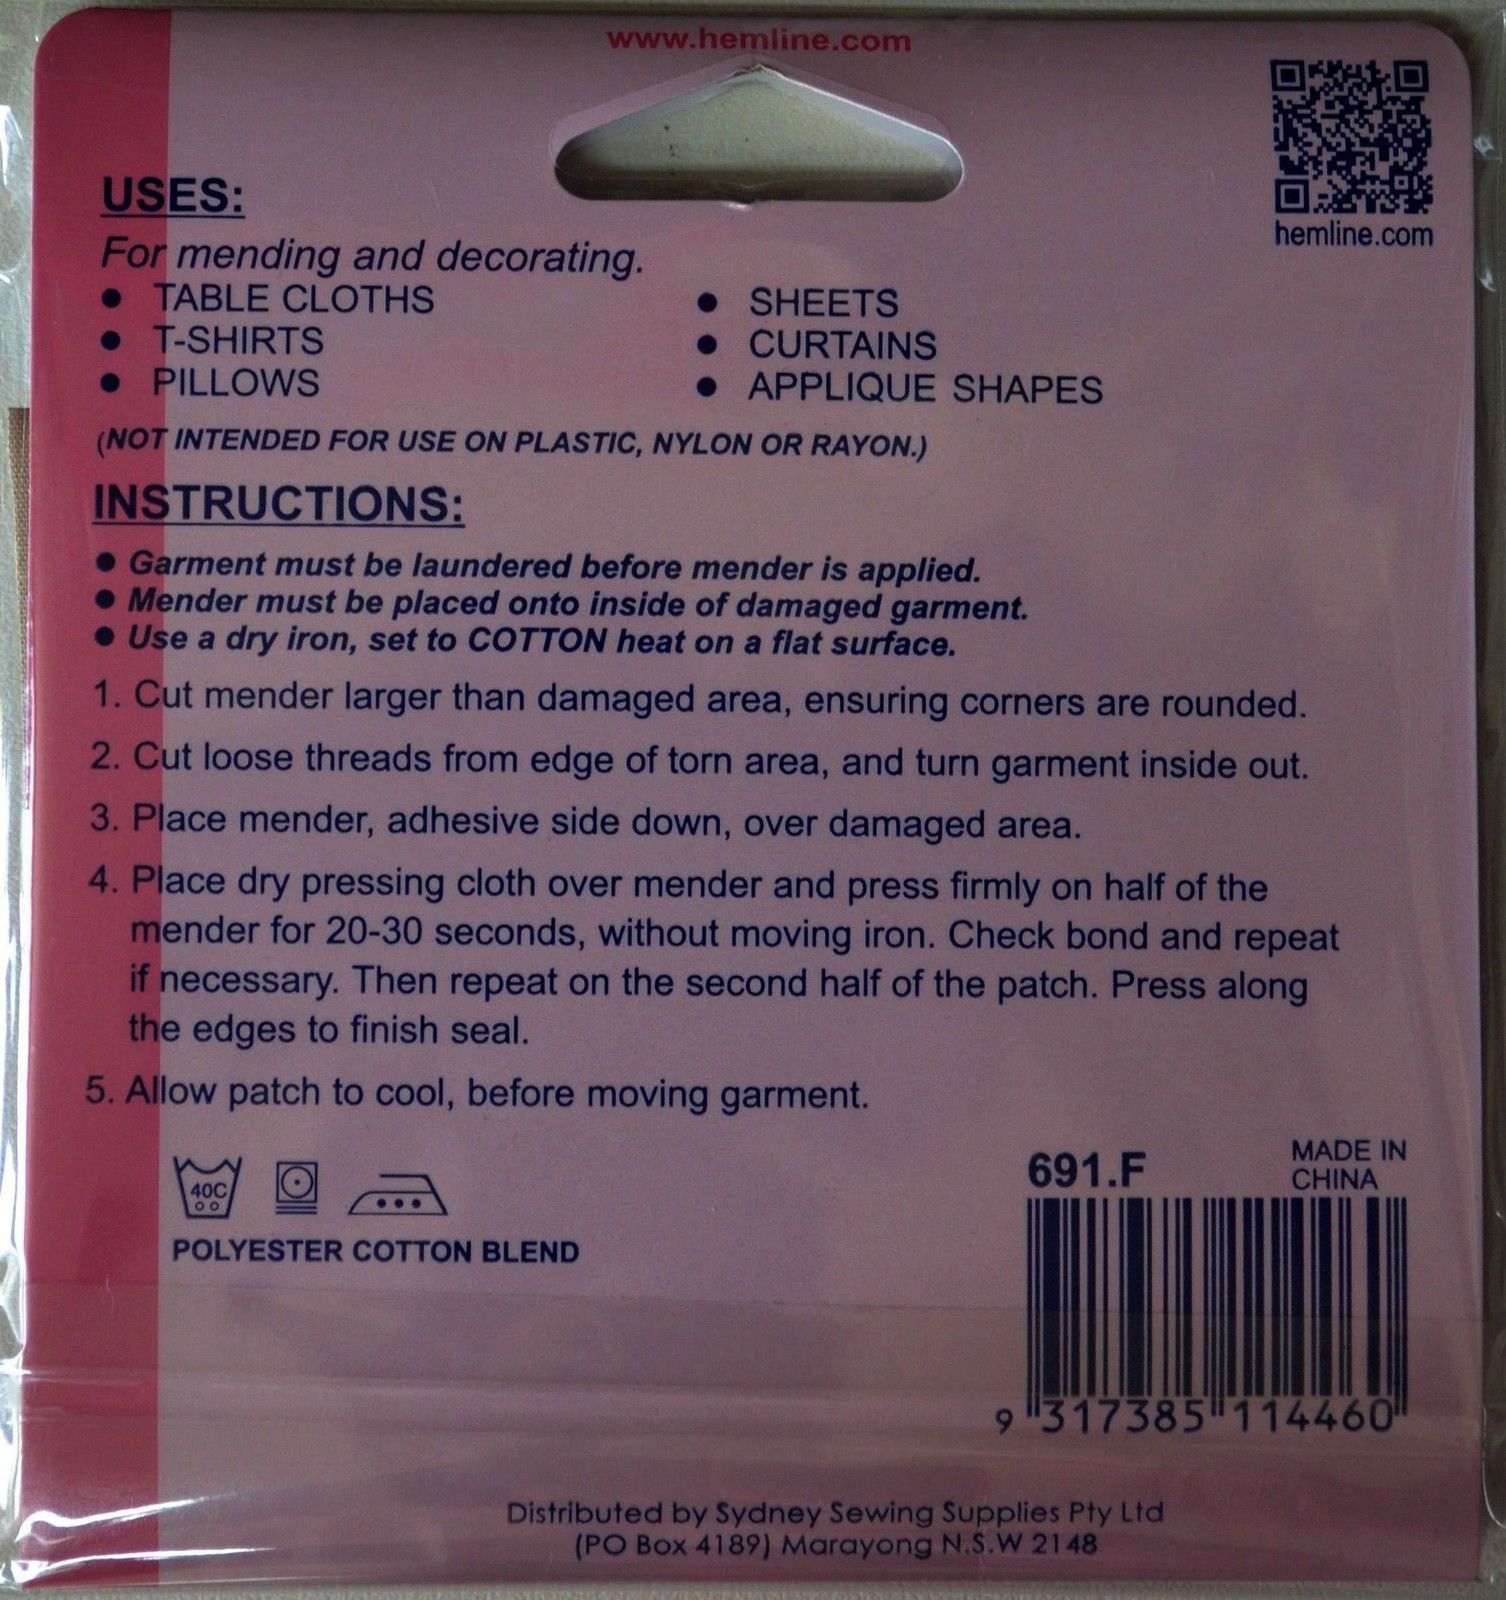 www.hemline.com
hemline.com
USES:
For mending and decorating.
• TABLE CLOTHS
• T-SHIRTS
• PILLOWS
• SHEETS
• CURTAINS
• APPLIQUE SHAPES
(NOT INTENDED FOR USE ON PLASTIC, NYLON OR RAYON.)
INSTRUCTIONS:
• Garment must be laundered before mender is applied.
• Mender must be placed onto inside of damaged garment.
• Use a dry iron, set to COTTON heat on a flat surface.
1. Cut mender larger than damaged area, ensuring corners are rounded.
2. Cut loose threads from edge of torn area, and turn garment inside out.
3. Place mender, adhesive side down, over damaged area.
4. Place dry pressing cloth over mender and press firmly on half of the
mender for 20-30 seconds, without moving iron. Check bond and repeat
if necessary. Then repeat on the second half of the patch. Press along
the edges to finish seal.
5. Allow patch to cool, before moving garment.
40C
POLYESTER COTTON BLEND
691.F
MADE IN
CHINA
9 317385 114460
Distributed by Sydney Sewing Supplies Pty Ltd
(PO Box 4189) Marayong N.S.W 2148